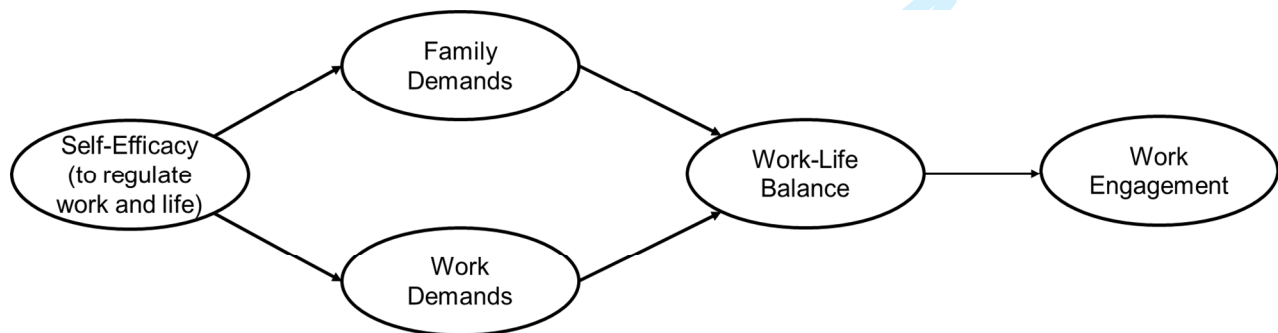 Family
Demands
Self-Efficacy
(to regulate
work and life)
Work-Life
Balance
Work
Engagement
Work
Demands